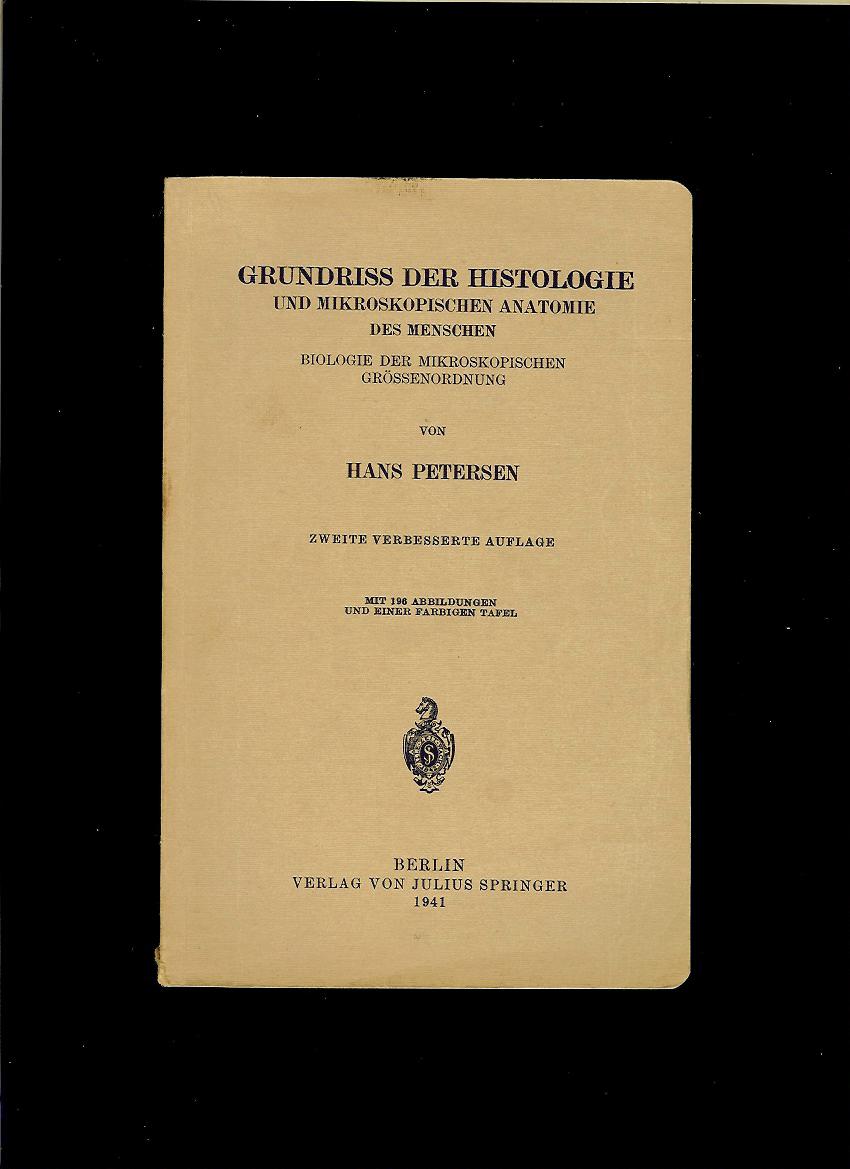 GRUNDRISS DER HISTOLOGIE
UND MIKROSKOPISCHEN ANATOMIE
DES MENSCHEN
BIOLOGIE DER MIKROSKOPISCHEN
GRÖSSENORDNUNG
VON
HANS PETERSEN
ZWEITE VERBESSERTE AUFLAGE
MIT 196 ABBILDUNGEN
UND EINER FARBIGEN TAFEL
BERLIN
VERLAG VON JULIUS SPRINGER
1941